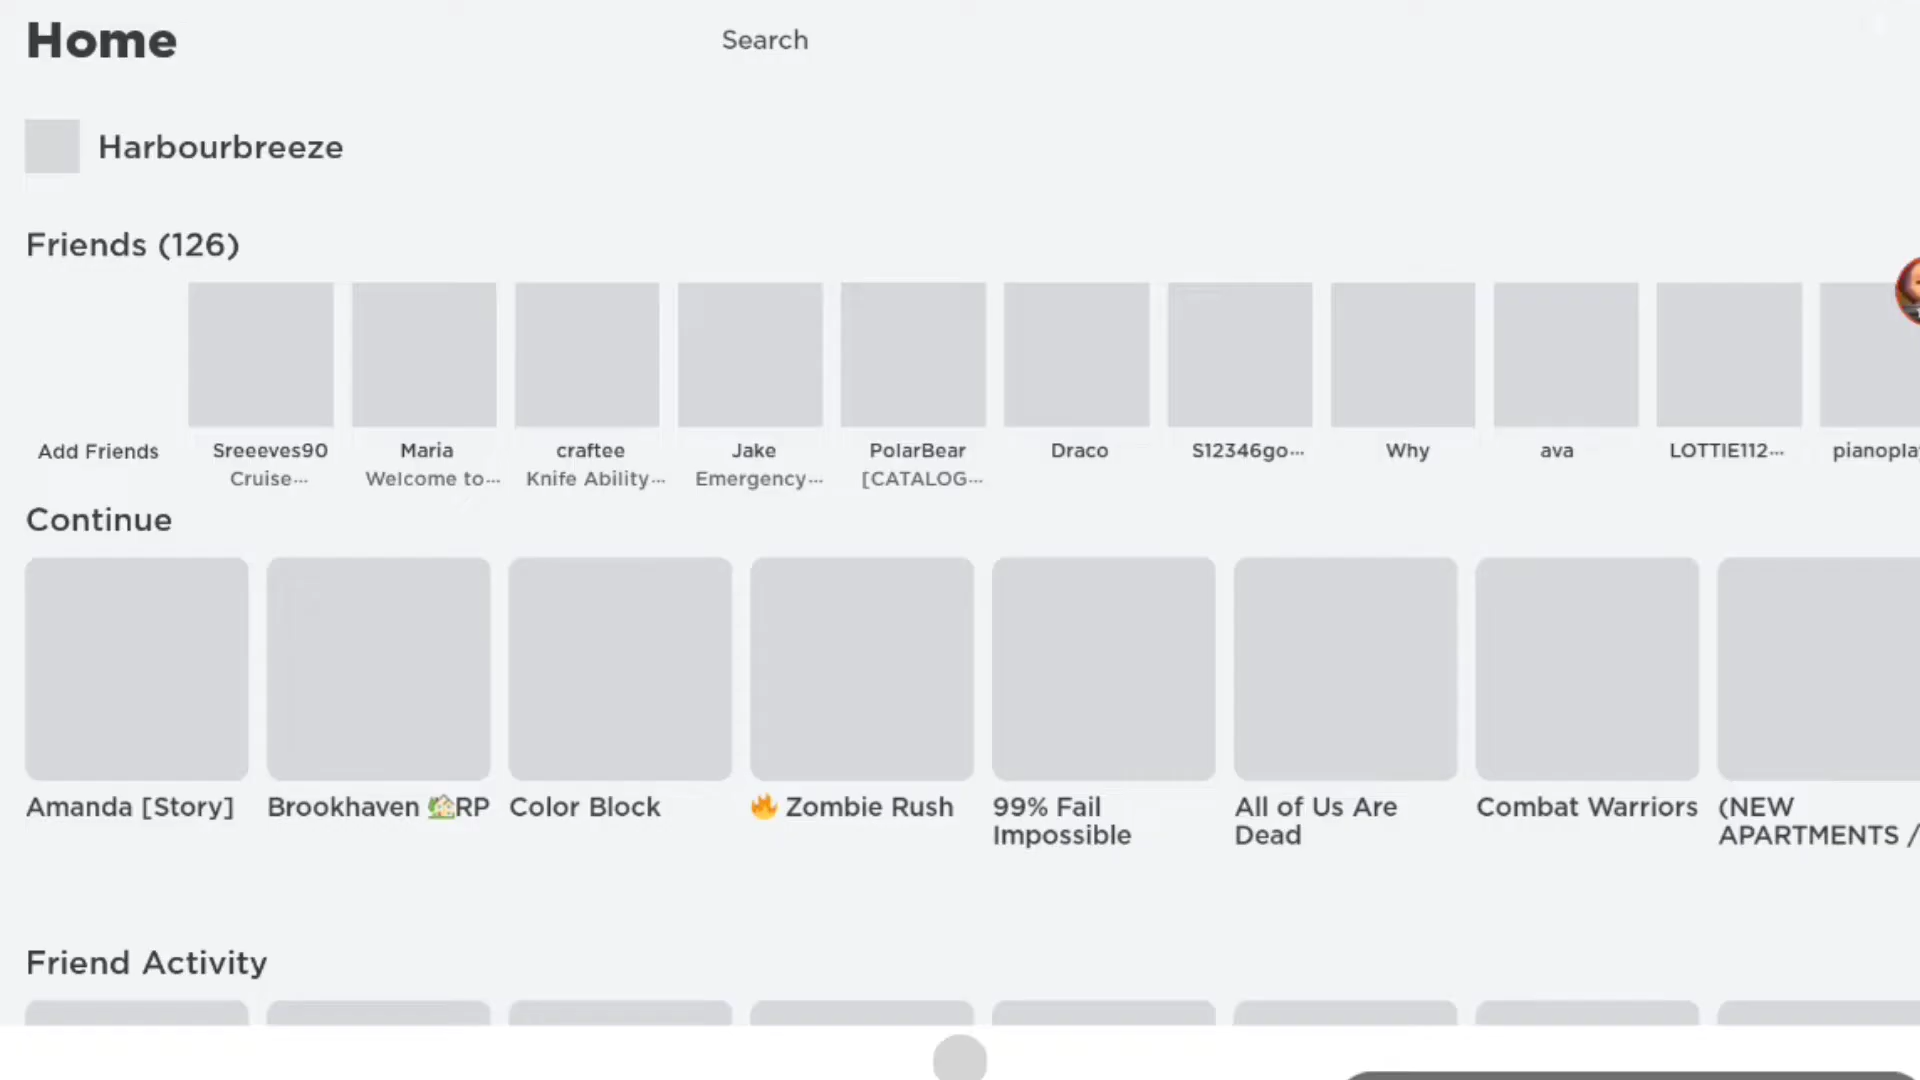 Home
Search
Harbourbreeze
Friends (126)
Add Friends
Sreeeves90
Cruise...
Maria
Welcome to...
craftee
Knife Ability...
Jake
Emergency...
PolarBear
[CATALOG...
Draco
S12346go...
Why
ava
LOTTIE112...
pianopla
Continue
Amanda [Story]
Brookhaven 🏡RP
Color Block
🔥 Zombie Rush
99% Fail
Impossible
All of Us Are
Dead
Combat Warriors
(NEW
APARTMENTS /
Friend Activity